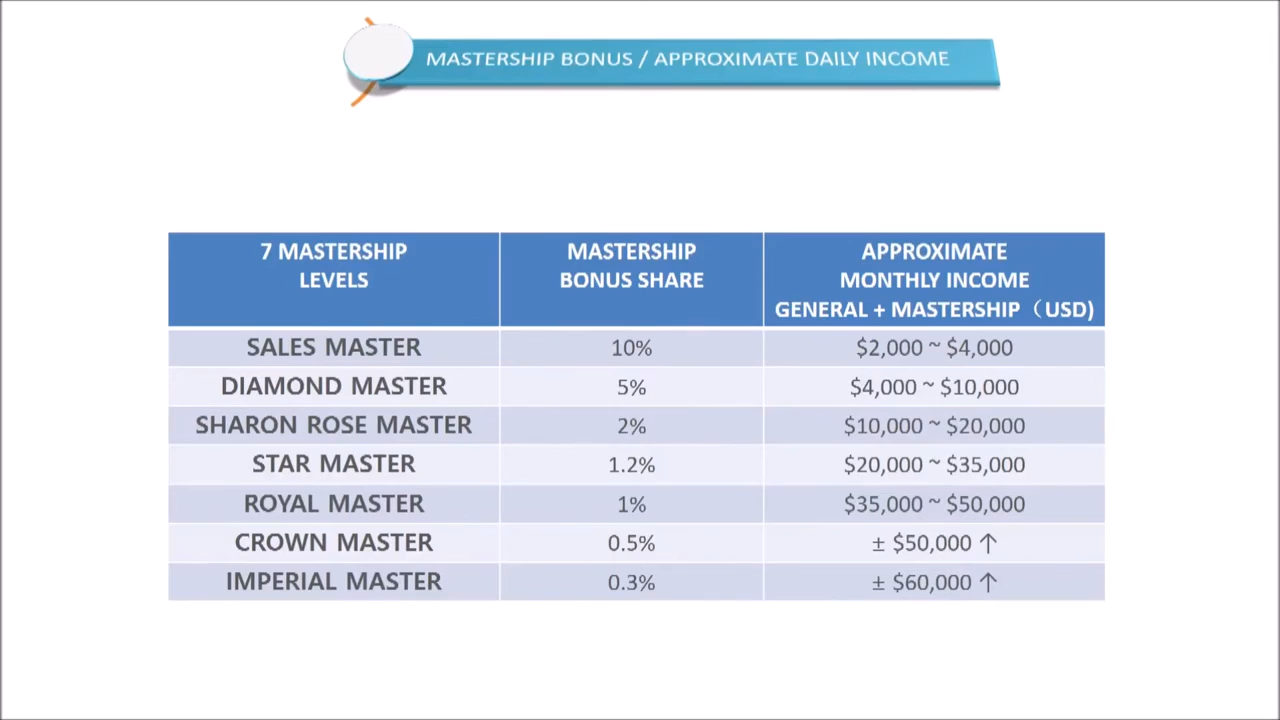 MASTERSHIP BONUS / APPROXIMATE DAILY INCOME
7 MASTERSHIP
LEVELS
MASTERSHIP
BONUS SHARE
APPROXIMATE
MONTHLY INCOME
GENERAL + MASTERSHIP（USD)
SALES MASTER 10% $2,000 ~ $4,000
DIAMOND MASTER 5% $4,000 ~ $10,000
SHARON ROSE MASTER 2% $10,000 ~ $20,000
STAR MASTER 1.2% $20,000 ~ $35,000
ROYAL MASTER 1% $35,000 ~ $50,000
CROWN MASTER 0.5% ± $50,000 ↑
IMPERIAL MASTER 0.3% ± $60,000 ↑